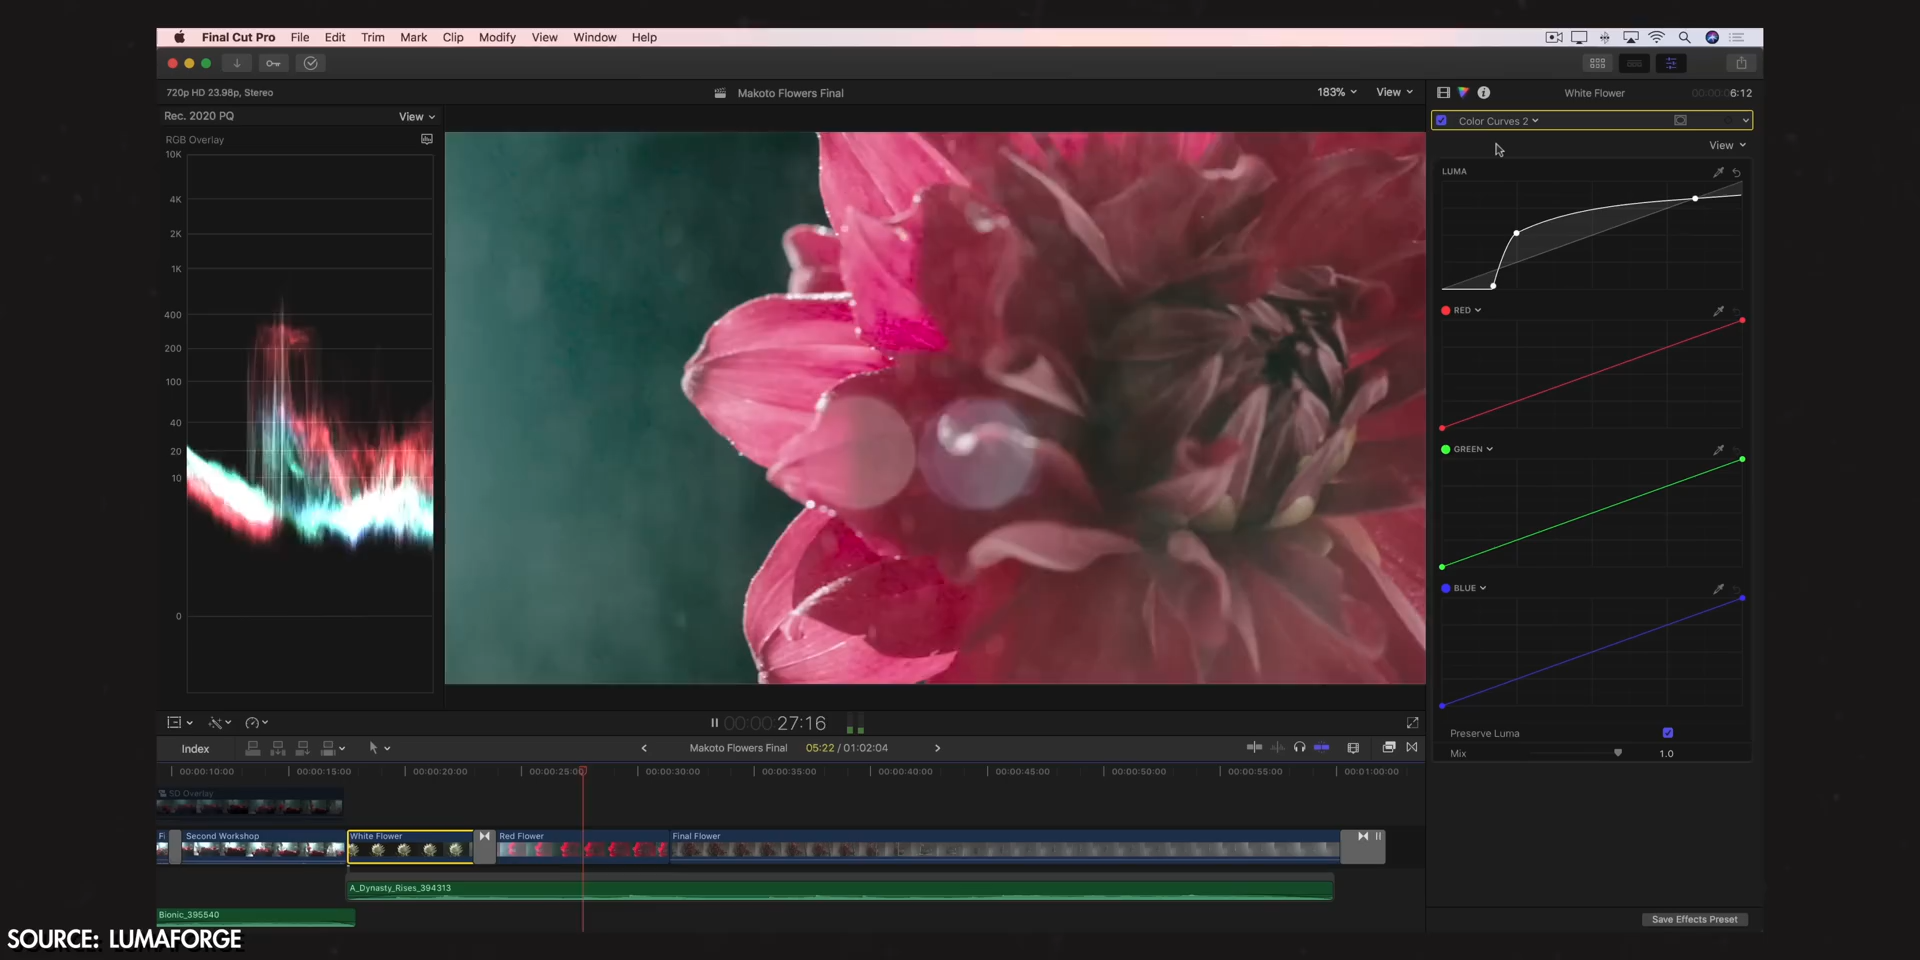 Final Cut Pro File Edit Trim Mark Clip Modify View Window Help
720p HD 23.98p, Stereo
Makoto Flowers Final
183%
View
White Flower
6:12
Rec. 2020 PQ
View
Color Curves 2
RGB Overlay
View
10K
4K
2K
1K
400
200
100
40
20
10
0
LUMA
RED
GREEN
BLUE
Preserve Luma
Mix
1.0
00:00:27:16
Index
Makoto Flowers Final 05:22 / 01:02:04
00:00:10:00 00:00:15:00 00:00:20:00 00:00:25:00 00:00:30:00 00:00:35:00 00:00:40:00 00:00:45:00 00:00:50:00 00:00:55:00 00:01:00:00
SD Overlay
Fi
Second Workshop
White Flower
Red Flower
Final Flower
A_Dynasty_Rises_394313
Bionic_395540
Save Effects Preset
SOURCE: LUMAFORGE